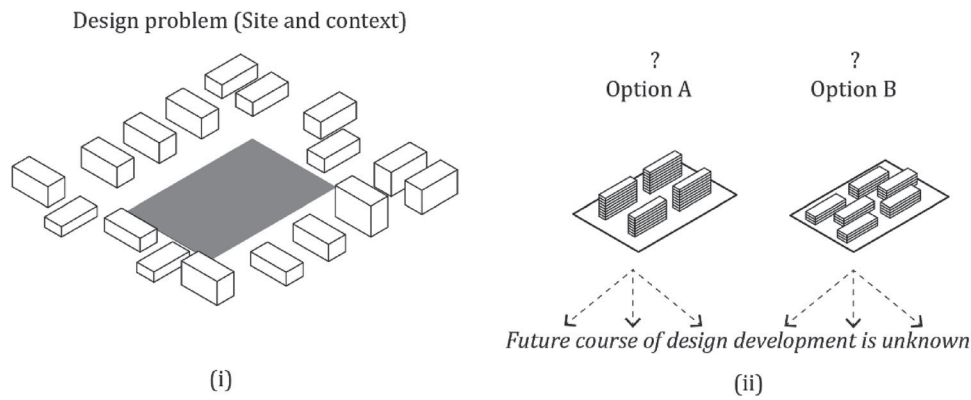 Design problem (Site and context)
(i)
?
Option A
?
Option B
Future course of design development is unknown
(ii)